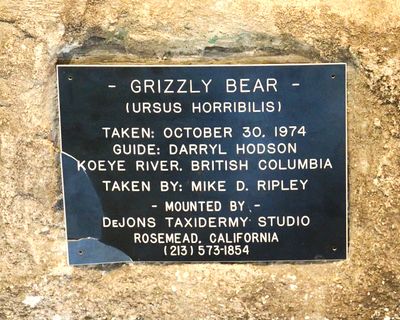 - GRIZZLY BEAR -
(URSUS HORRIBILIS)
TAKEN: OCTOBER 30, 1974
GUIDE: DARRYL HODSON
KOEYE RIVER, BRITISH COLUMBIA
TAKEN BY: MIKE D. RIPLEY
- MOUNTED BY -
DEJONS TAXIDERMY STUDIO
ROSEMEAD, CALIFORNIA
(213) 573-1854